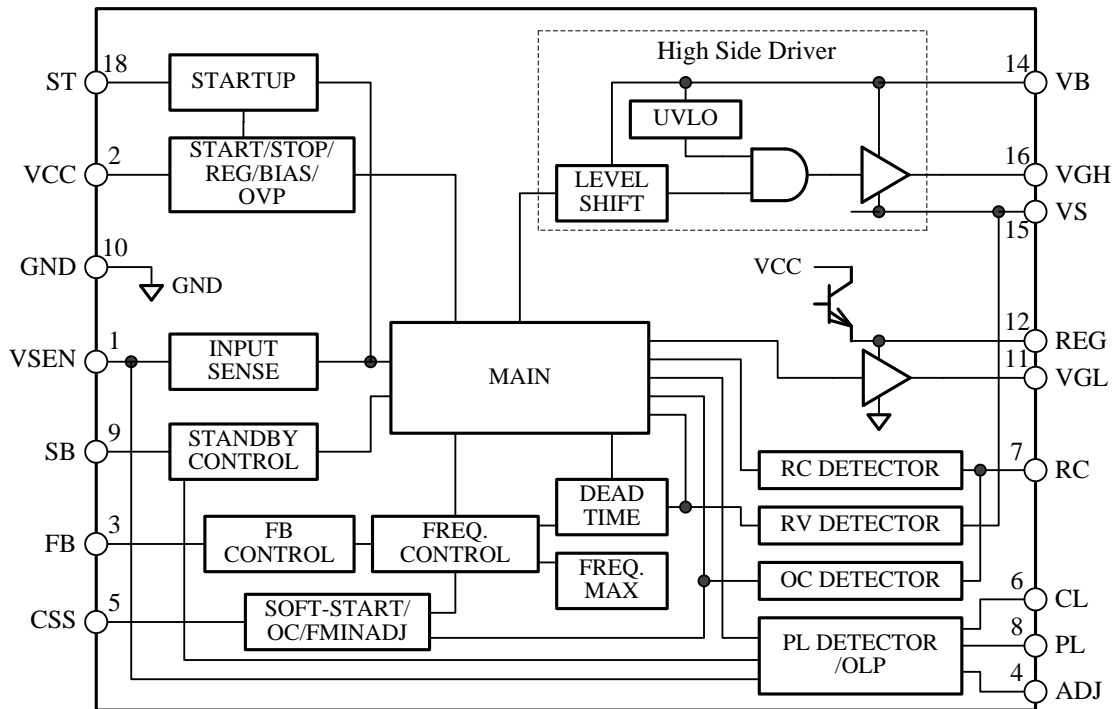 High Side Driver
18
ST
STARTUP
14
VB
UVLO
2
VCC
START/STOP/
REG/BIAS/
OVP
16
VGH
LEVEL
SHIFT
VS
15
10
GND
GND
VCC
12
REG
1
VSEN
INPUT
SENSE
MAIN
11
VGL
9
SB
STANDBY
CONTROL
7
RC
RC DETECTOR
DEAD
TIME
RV DETECTOR
3
FB
FB
CONTROL
FREQ.
CONTROL
FREQ.
MAX
OC DETECTOR
6
CL
5
CSS
SOFT-START/
OC/FMINADJ
PL DETECTOR
/OLP
8
PL
4
ADJ